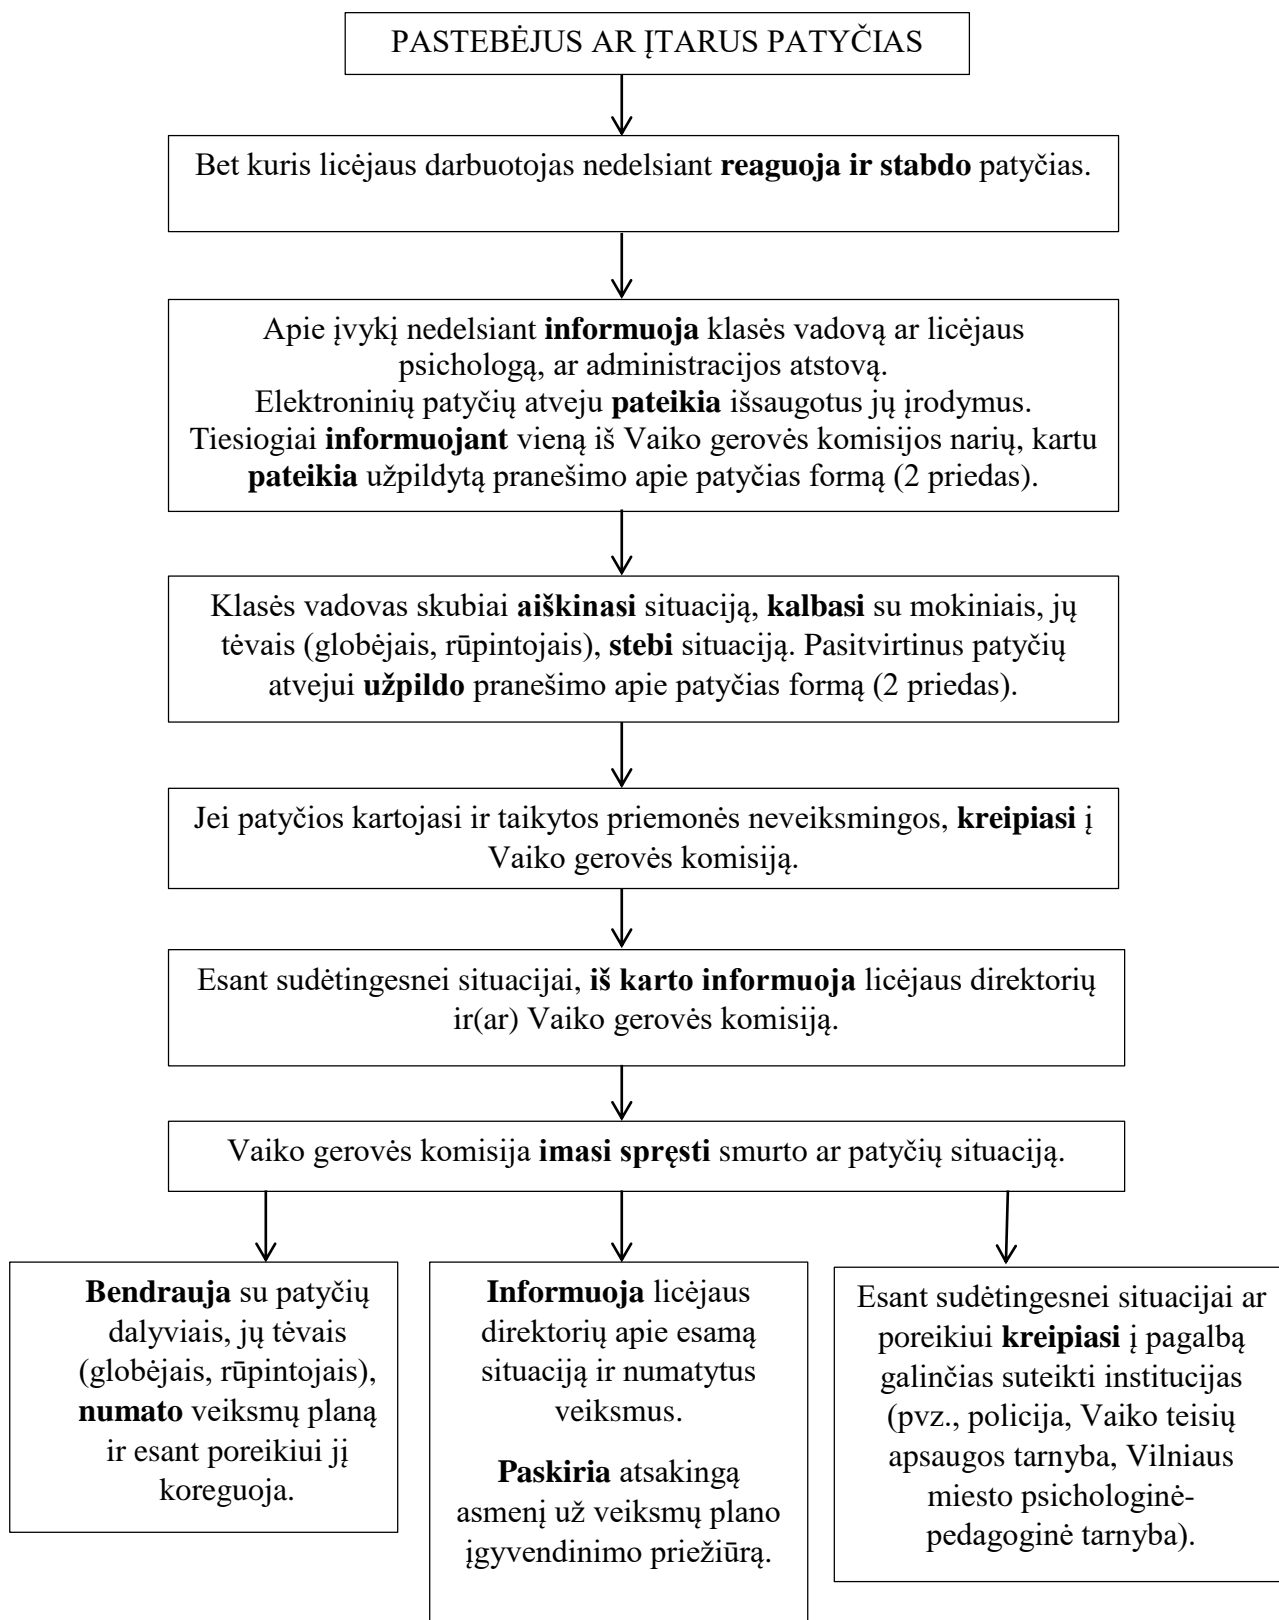 PASTEBĖJUS AR ĮTARUS PATYČIAS
Bet kuris licėjaus darbuotojas nedelsiant reaguoja ir stabdo patyčias.
Apie įvykį nedelsiant informuoja klasės vadovą ar licėjaus
psichologą, ar administracijos atstovą.
Elektroninių patyčių atveju pateikia išsaugotus jų įrodymus.
Tiesiogiai informuojant vieną iš Vaiko gerovės komisijos narių, kartu
pateikia užpildytą pranešimo apie patyčias formą (2 priedas).
Klasės vadovas skubiai aiškinasi situaciją, kalbasi su mokiniais, jų
tėvais (globėjais, rūpintojais), stebi situaciją. Pasitvirtinus patyčių
atvejui užpildo pranešimo apie patyčias formą (2 priedas).
Jei patyčios kartojasi ir taikytos priemonės neveiksmingos, kreipiasi į
Vaiko gerovės komisiją.
Esant sudėtingesnei situacijai, iš karto informuoja licėjaus direktorių
ir(ar) Vaiko gerovės komisiją.
Vaiko gerovės komisija imasi spręsti smurto ar patyčių situaciją.
Bendrauja su patyčių
dalyviais, jų tėvais
(globėjais, rūpintojais),
numato veiksmų planą
ir esant poreikiui jį
koreguoja.
Informuoja licėjaus
direktorių apie esamą
situaciją ir numatytus
veiksmus.
Paskiria atsakingą
asmenį už veiksmų plano
įgyvendinimo priežiūrą.
Esant sudėtingesnei situacijai ar
poreikiui kreipiasi į pagalbą
galinčias suteikti institucijas
(pvz., policija, Vaiko teisių
apsaugos tarnyba, Vilniaus
miesto psichologinė-
pedagoginė tarnyba).